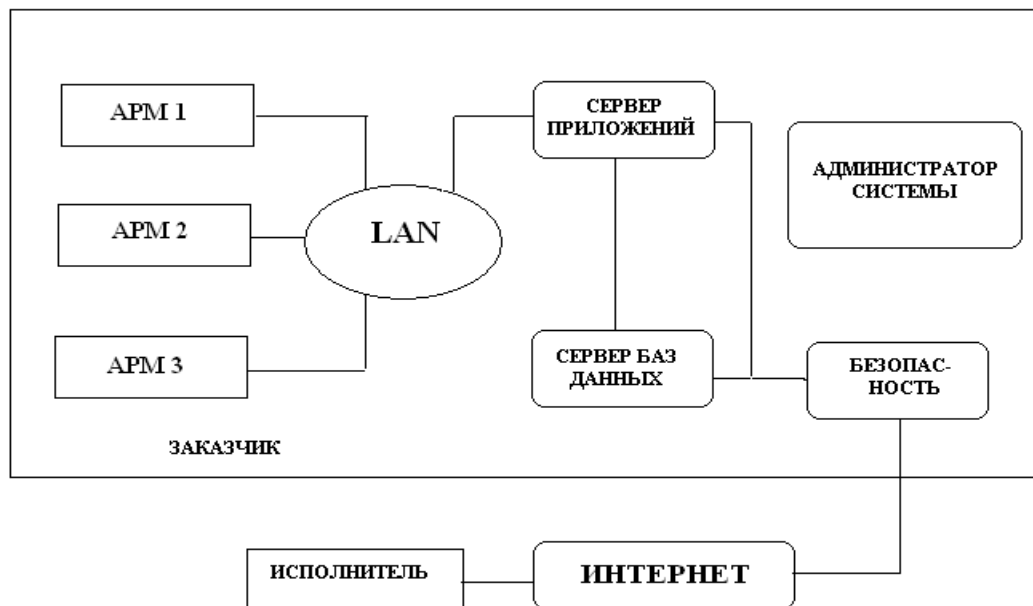 АРМ 1
СЕРВЕР
ПРИЛОЖЕНИЙ
АДМИНИСТРАТОР
СИСТЕМЫ
АРМ 2
LAN
АРМ 3
СЕРВЕР БАЗ
ДАННЫХ
БЕЗОПАС-
НОСТЬ
ЗАКАЗЧИК
ИСПОЛНИТЕЛЬ
ИНТЕРНЕТ